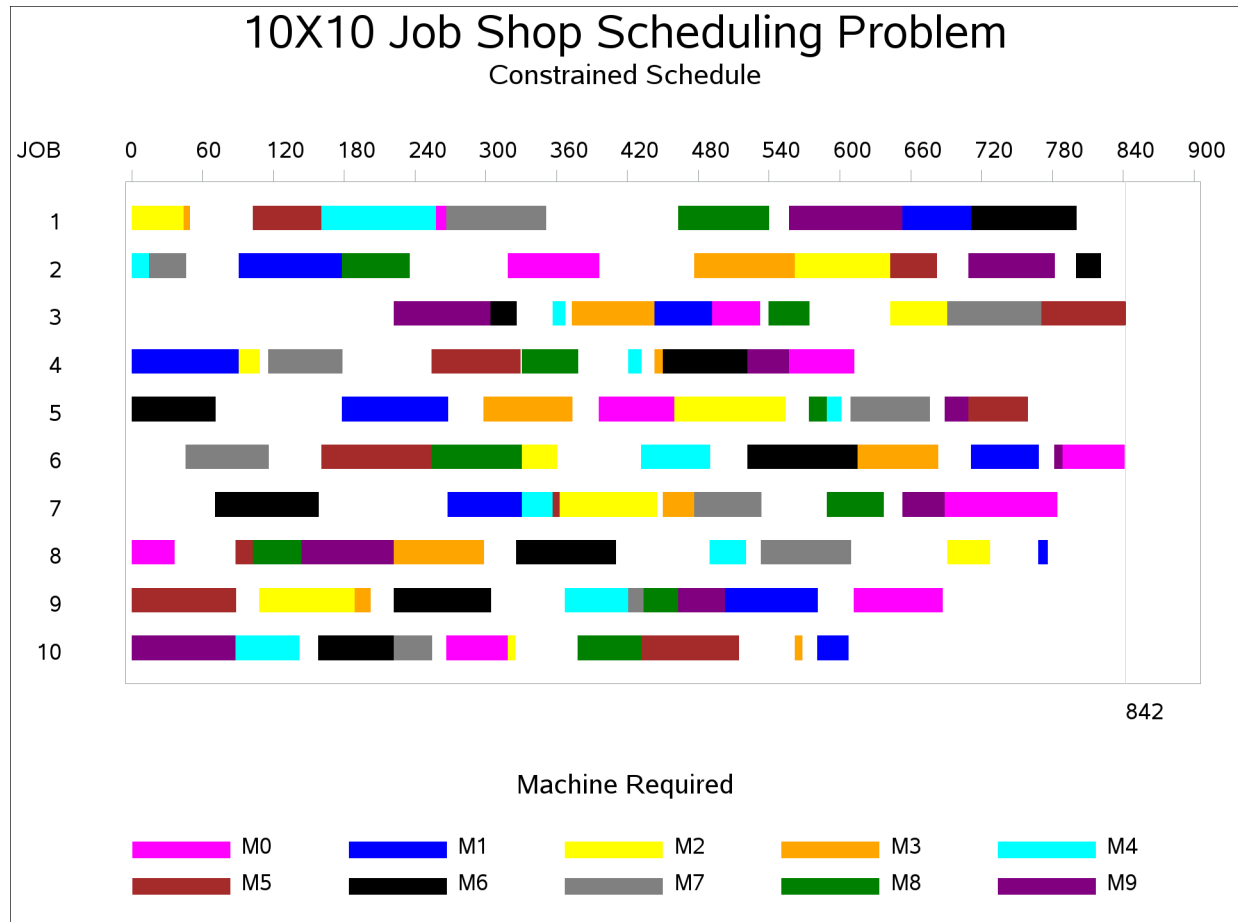 10X10 Job Shop Scheduling Problem
Constrained Schedule
JOB 0 60 120 180 240 300 360 420 480 540 600 660 720 780 840 900
1
2
3
4
5
6
7
8
9
10
842
Machine Required
M0 M1 M2 M3 M4
M5 M6 M7 M8 M9